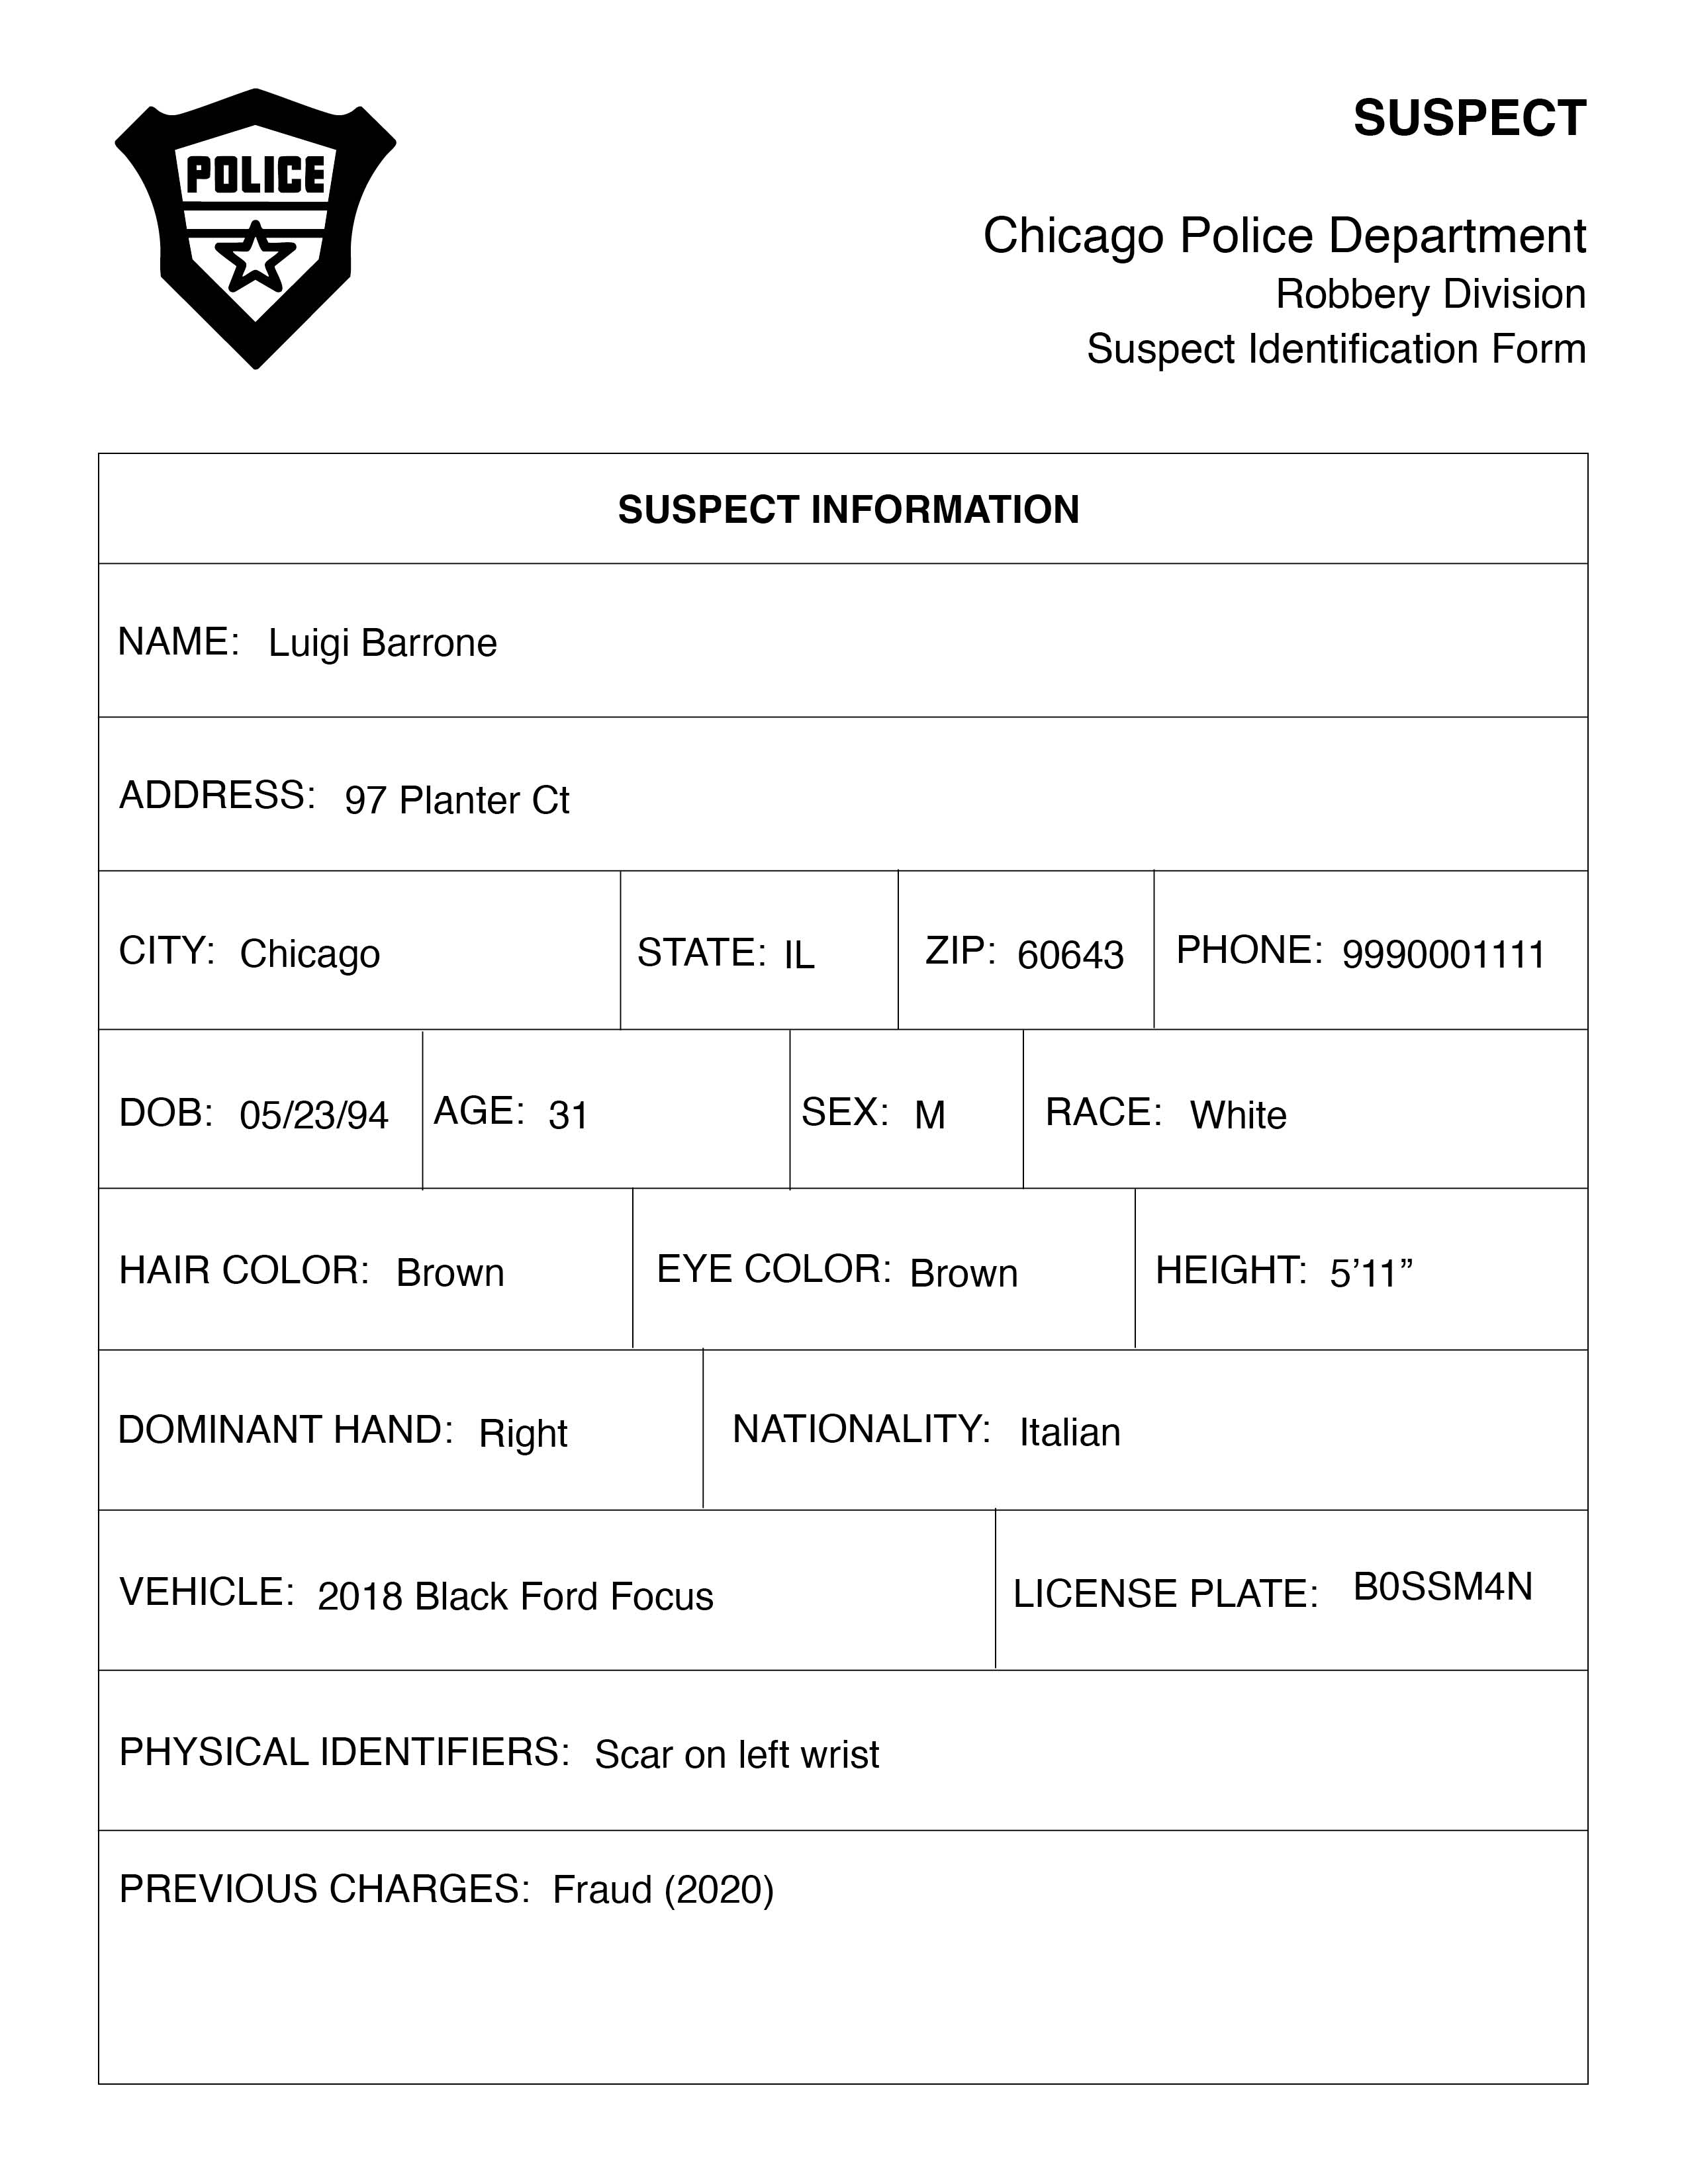 POLICE
SUSPECT
Chicago Police Department
Robbery Division
Suspect Identification Form
SUSPECT INFORMATION
NAME: Luigi Barrone
ADDRESS: 97 Planter Ct
CITY: Chicago STATE: IL ZIP: 60643 PHONE: 9990001111
DOB: 05/23/94 AGE: 31 SEX: M RACE: White
HAIR COLOR: Brown EYE COLOR: Brown HEIGHT: 5’11”
DOMINANT HAND: Right NATIONALITY: Italian
VEHICLE: 2018 Black Ford Focus LICENSE PLATE: B0SSM4N
PHYSICAL IDENTIFIERS: Scar on left wrist
PREVIOUS CHARGES: Fraud (2020)